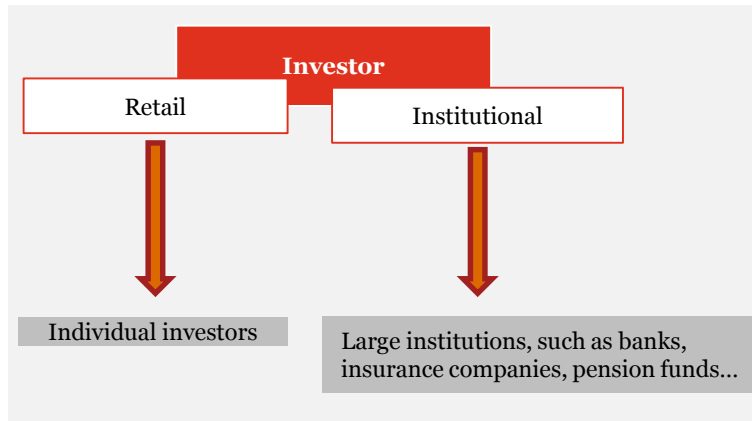 Investor
Retail
Institutional
Individual investors
Large institutions, such as banks,
insurance companies, pension funds...